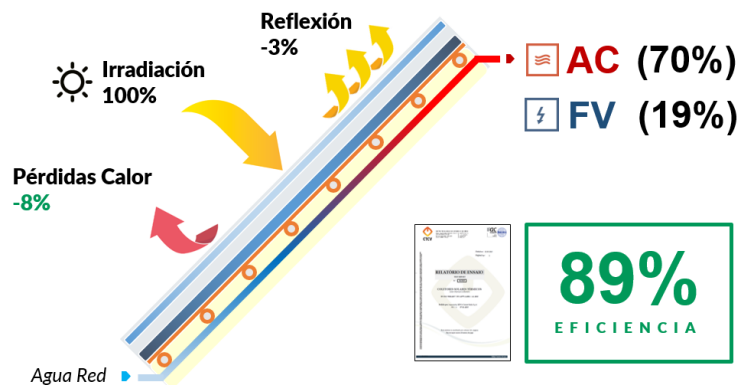 Reflexión
-3%
Irradiación
100%
AC (70%)
FV (19%)
Pérdidas Calor
-8%
RELATÓRIO DE ENSAIO
89%
EFICIENCIA
Agua Red